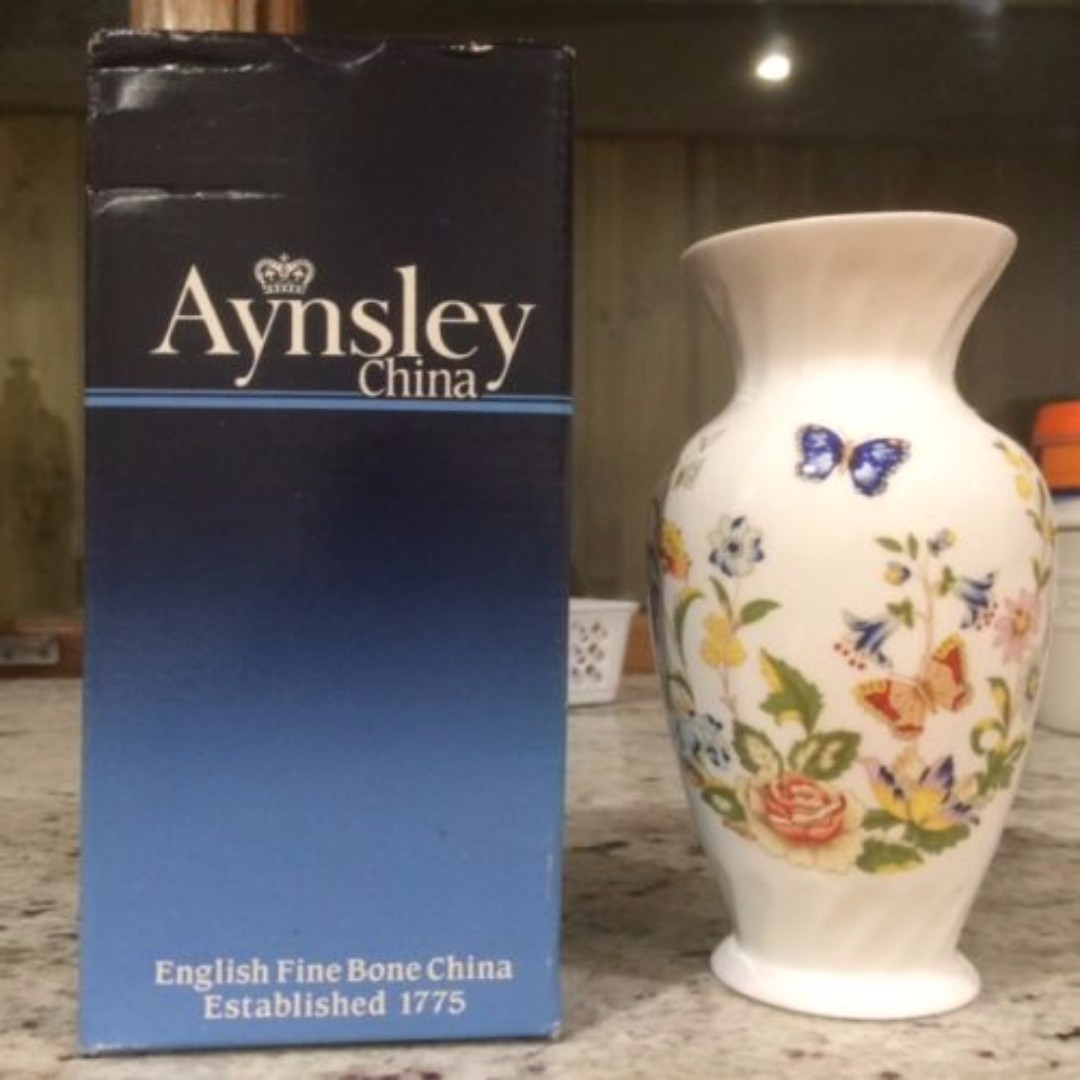 Aynsley
China
English Fine Bone China
Established 1775